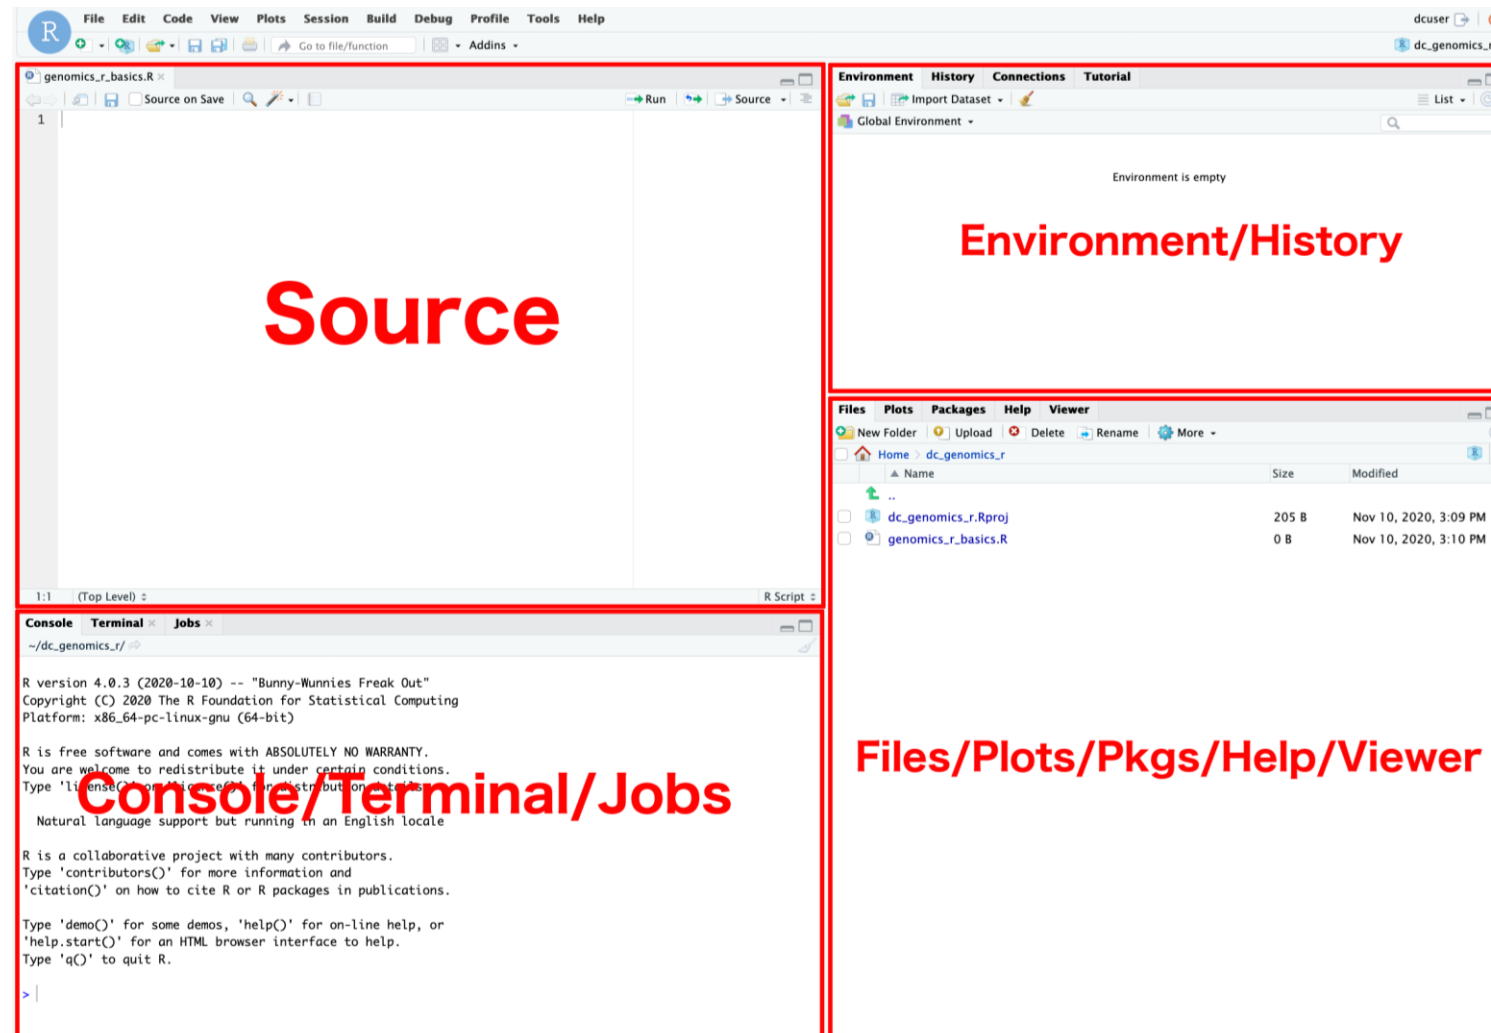 R
File Edit Code View Plots Session Build Debug Profile Tools Help
dcuser
Go to file/function
Addins
genomics_r_basics.R
Source on Save
Run
Source
1
Source
1:1 (Top Level)
R Script
Environment History Connections Tutorial
Import Dataset
List
Global Environment
Environment is empty
Environment/History
Console Terminal Jobs
~/dc_genomics_r/
R version 4.0.3 (2020-10-10) -- "Bunny-Wunnies Freak Out"
Copyright (C) 2020 The R Foundation for Statistical Computing
Platform: x86_64-pc-linux-gnu (64-bit)
R is free software and comes with ABSOLUTELY NO WARRANTY.
You are welcome to redistribute it under certain conditions.
Type
Console/Terminal/Jobs
Natural language support but running in an English locale
R is a collaborative project with many contributors.
Type 'contributors()' for more information and
'citation()' on how to cite R or R packages in publications.
Type 'demo()' for some demos, 'help()' for on-line help, or
'help.start()' for an HTML browser interface to help.
Type 'q()' to quit R.
>
Files Plots Packages Help Viewer
New Folder Upload Delete Rename More
Home dc_genomics_r
Name Size Modified
..
dc_genomics_r.Rproj 205 B Nov 10, 2020, 3:09 PM
genomics_r_basics.R 0 B Nov 10, 2020, 3:10 PM
Files/Plots/Pkgs/Help/Viewer